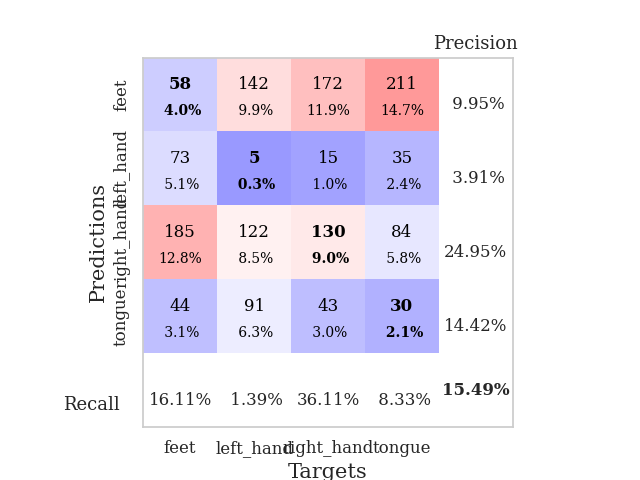 Precision
feet 58 142 172 211 9.95%
4.0% 9.9% 11.9% 14.7%
left_hand 73 5 15 35 3.91%
5.1% 0.3% 1.0% 2.4%
right_hand 185 122 130 84 24.95%
12.8% 8.5% 9.0% 5.8%
tongue 44 91 43 30 14.42%
3.1% 6.3% 3.0% 2.1%
Predictions
Recall 16.11% 1.39% 36.11% 8.33% 15.49%
feet left_hand right_hand tongue
Targets